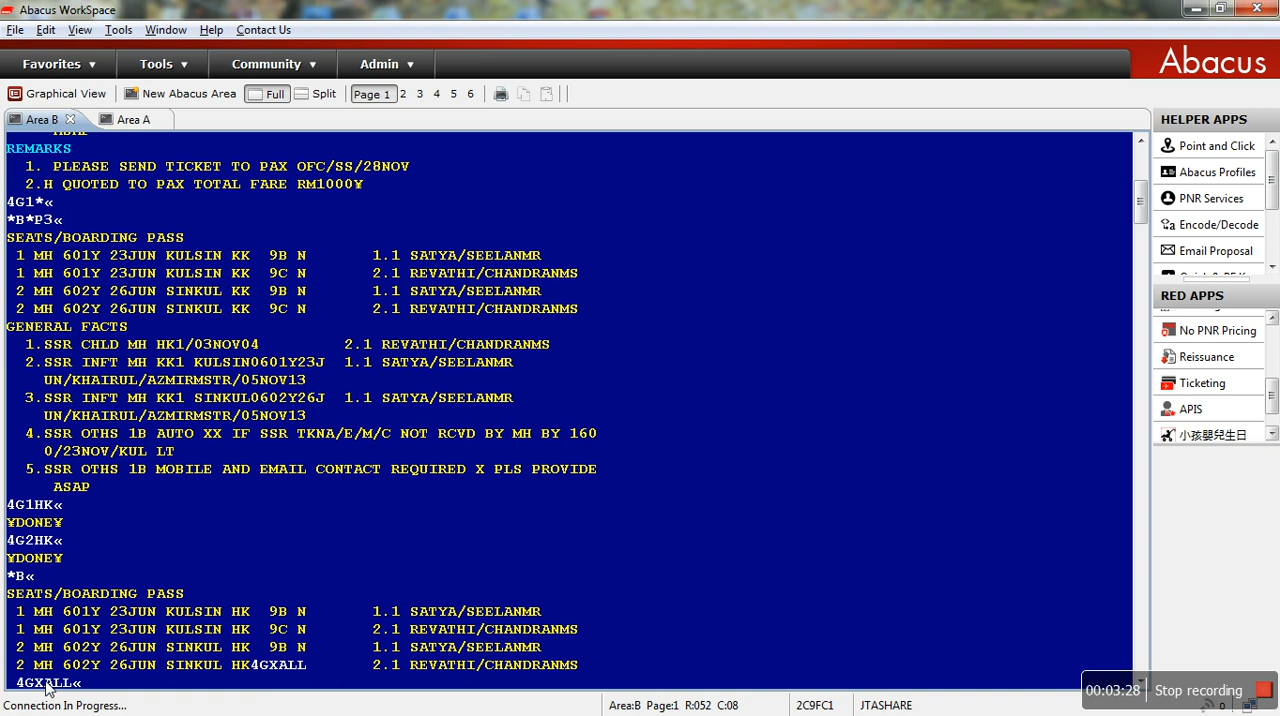 Abacus WorkSpace
File Edit View Tools Window Help Contact Us
Favorites Tools Community Admin Abacus
Graphical View New Abacus Area Full Split Page 1 2 3 4 5 6
Area B Area A
REMARKS
1. PLEASE SEND TICKET TO PAX OFC/SS/28NOV
2.H QUOTED TO PAX TOTAL FARE RM1000¥
4G1*«
*B*P3«
SEATS/BOARDING PASS
1 MH 601Y 23JUN KULSIN KK 9B N 1.1 SATYA/SEELANMR
1 MH 601Y 23JUN KULSIN KK 9C N 2.1 REVATHI/CHANDRANMS
2 MH 602Y 26JUN SINKUL KK 9B N 1.1 SATYA/SEELANMR
2 MH 602Y 26JUN SINKUL KK 9C N 2.1 REVATHI/CHANDRANMS
GENERAL FACTS
1.SSR CHLD MH HK1/03NOV04 2.1 REVATHI/CHANDRANMS
2.SSR INFT MH KK1 KULSIN0601Y23J 1.1 SATYA/SEELANMR
UN/KHAIRUL/AZMIRMSTR/05NOV13
3.SSR INFT MH KK1 SINKUL0602Y26J 1.1 SATYA/SEELANMR
UN/KHAIRUL/AZMIRMSTR/05NOV13
4.SSR OTHS 1B AUTO XX IF SSR TKNA/E/M/C NOT RCVD BY MH BY 160
0/23NOV/KUL LT
5.SSR OTHS 1B MOBILE AND EMAIL CONTACT REQUIRED X PLS PROVIDE
ASAP
4G1HK«
¥DONE¥
4G2HK«
¥DONE¥
*B«
SEATS/BOARDING PASS
1 MH 601Y 23JUN KULSIN HK 9B N 1.1 SATYA/SEELANMR
1 MH 601Y 23JUN KULSIN HK 9C N 2.1 REVATHI/CHANDRANMS
2 MH 602Y 26JUN SINKUL HK 9B N 1.1 SATYA/SEELANMR
2 MH 602Y 26JUN SINKUL HK4GXALL 2.1 REVATHI/CHANDRANMS
4GXALL«
HELPER APPS
Point and Click
Abacus Profiles
PNR Services
Encode/Decode
Email Proposal
RED APPS
No PNR Pricing
Reissuance
Ticketing
APIS
小孩嬰兒生日
00:03:28 Stop recording
Connection In Progress... Area:B Page:1 R:052 C:08 2C9FC1 JTASHARE 0